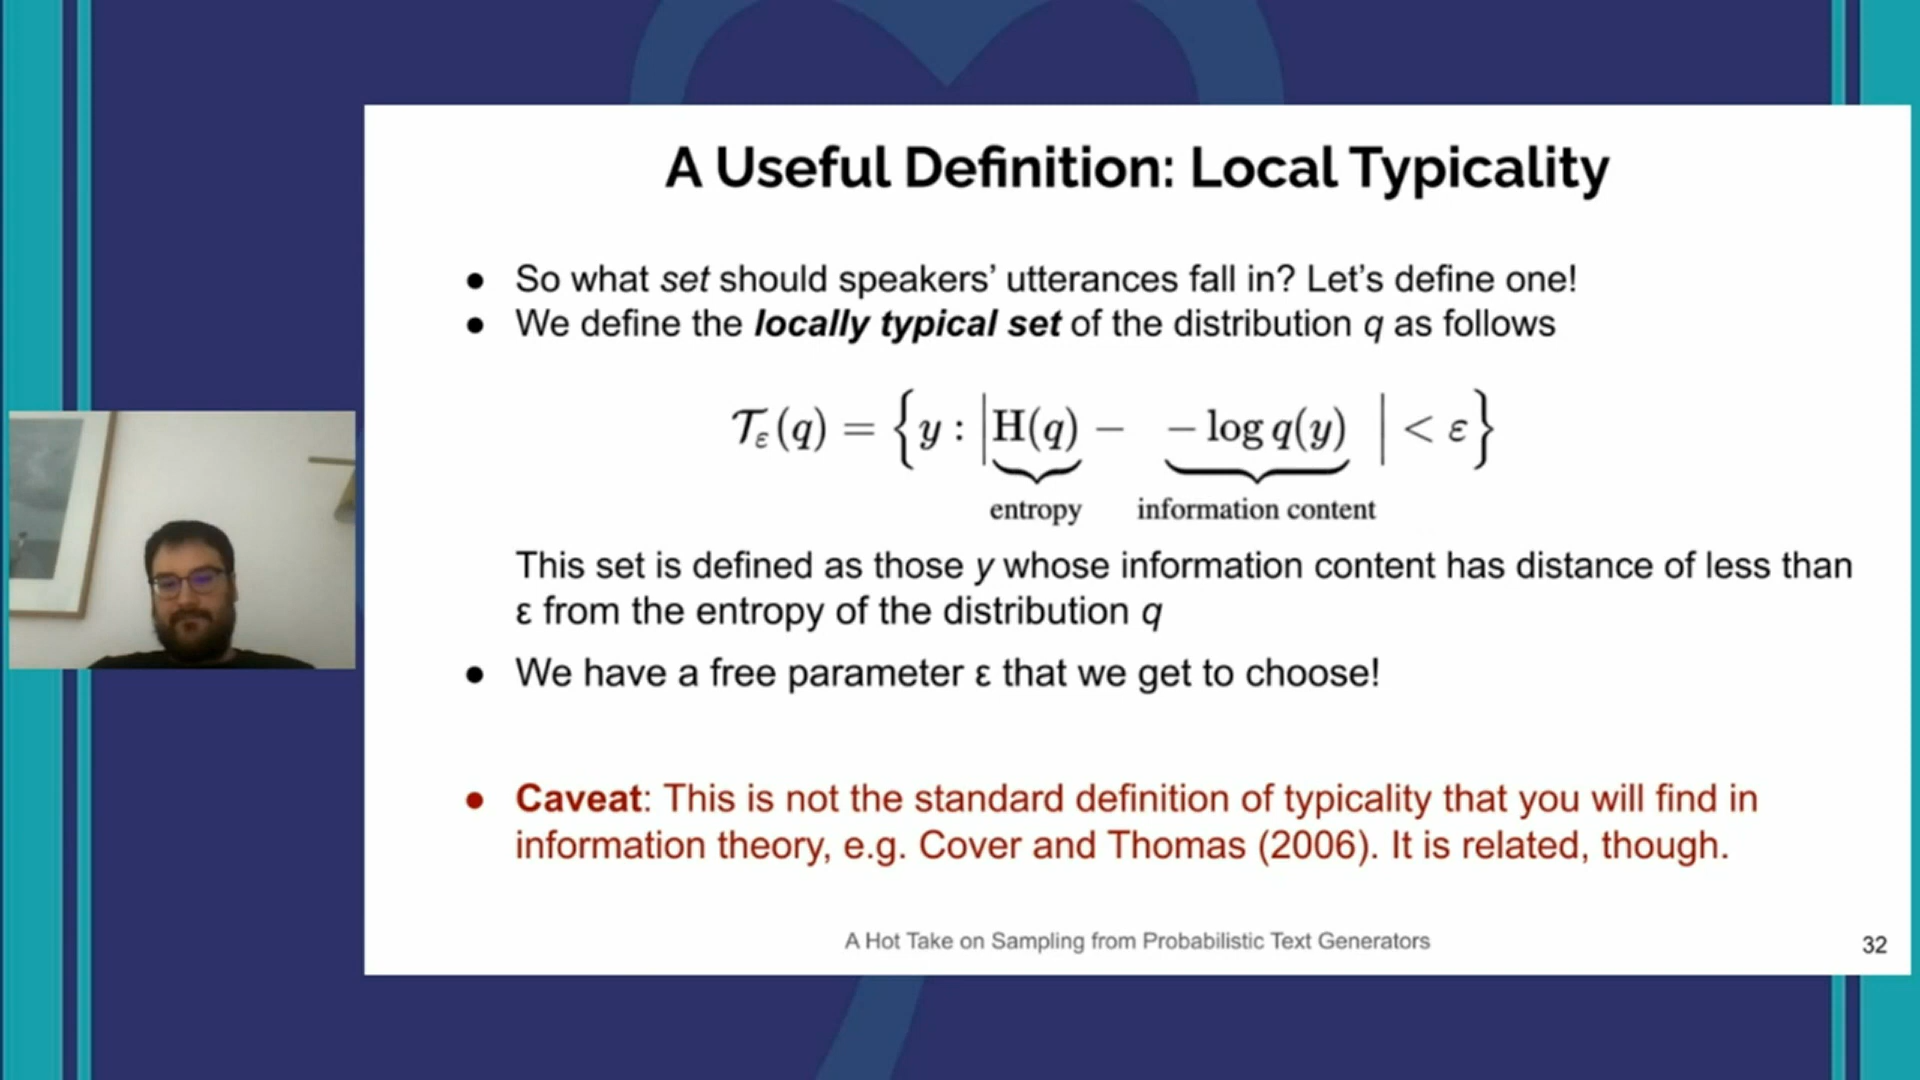 A Useful Definition: Local Typicality
● So what set should speakers’ utterances fall in? Let’s define one!
● We define the locally typical set of the distribution q as follows
𝒯ε(q) = {y : |H(q) − − log q(y) | < ε}
entropy information content
This set is defined as those y whose information content has distance of less than
ε from the entropy of the distribution q
● We have a free parameter ε that we get to choose!
● Caveat: This is not the standard definition of typicality that you will find in
information theory, e.g. Cover and Thomas (2006). It is related, though.
A Hot Take on Sampling from Probabilistic Text Generators
32